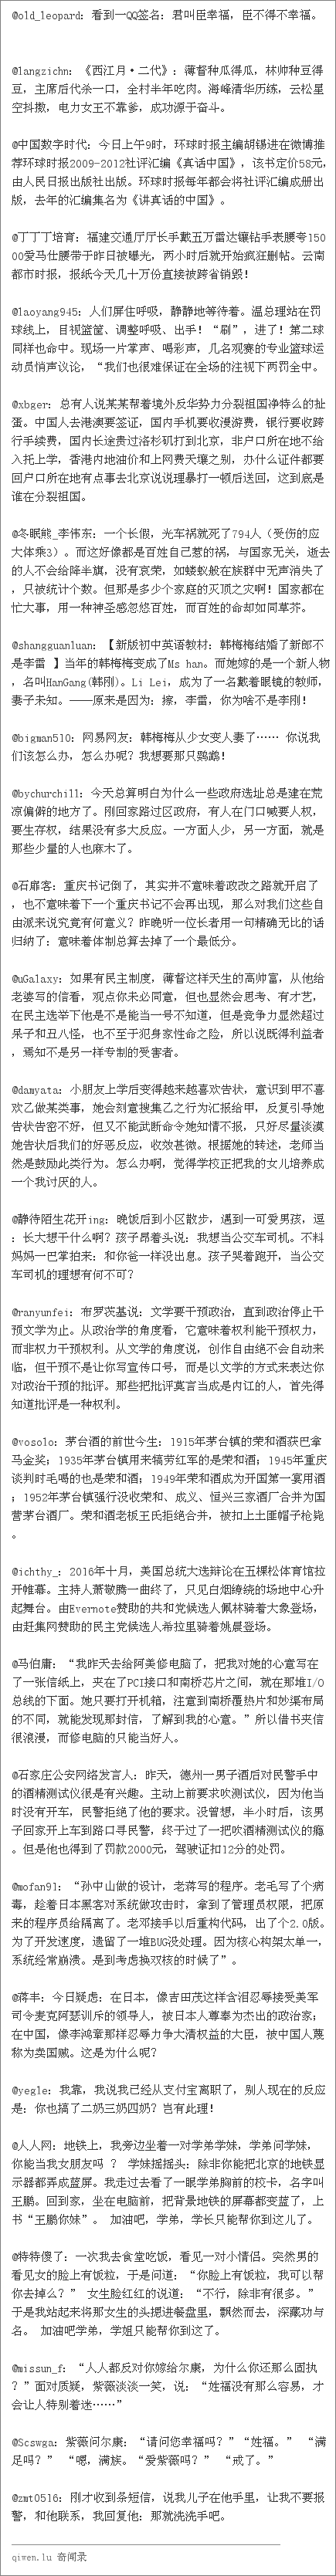 @old_leopard: 看到一QQ签名: 君叫臣幸福, 臣不得不幸福。
@langzichn: 《西江月·二代》: 薄督种瓜得瓜, 林帅种豆得
豆, 主席后代杀一口, 全村半年吃肉。海峰清华历练, 云松星
空抖擞, 电力女王不靠爹, 成功源于奋斗。
@中国数字时代: 今日上午9时, 环球时报主编胡锡进在微博推
荐环球时报2009-2012社评汇编《真话中国》, 该书定价58元,
由人民日报出版社出版。环球时报每年都会将社评汇编成册出
版, 去年的汇编集名为《讲真话的中国》。
@丁丁丁培育: 福建交通厅厅长手戴五万雷达镶钻手表腰夸150
00爱马仕腰带于昨日被曝光, 两小时后就开始疯狂删帖。云南
都市时报, 报纸今天几十万份直接被跨省销毁!
@laoyang945: 人们屏住呼吸, 静静地等待着。温总理站在罚
球线上, 目视篮筐、调整呼吸、出手! “刷”, 进了! 第二球
同样也命中。现场一片掌声、喝彩声, 几名观赛的专业篮球运
动员悄声议论, “我们也很难保证在全场的注视下两罚全中。
@xbger: 总有人说某某帮着境外反华势力分裂祖国净特么的扯
蛋。中国人去港澳要签证, 国内手机要收漫游费, 银行要收跨
行手续费, 国内长途贵过洛杉矶打到北京, 非户口所在地不给
入托上学, 香港内地油价和上网费天壤之别, 办什么证件都要
回户口所在地有点事去北京说说理暴打一顿后送回, 这到底是
谁在分裂祖国。
@冬眠熊_李伟东: 一个长假, 光车祸就死了794人 (受伤的应
大体乘3) 。而这好像都是百姓自己惹的祸, 与国家无关, 逝去
的人不会给降半旗, 没有哀荣, 如蝼蚁般在族群中无声消失了
, 只被统计个数。但那是多少个家庭的灭顶之灾啊! 国家都在
忙大事, 用一种神圣感忽悠百姓, 而百姓的命却如同草芥。
@shangguanluan: 【新版初中英语教材: 韩梅梅结婚了新郎不
是李雷 】当年的韩梅梅变成了Ms han。而她嫁的是一个新人物
, 名叫HanGang(韩刚)。Li Lei, 成为了一名戴着眼镜的教师,
妻子未知。——原来是因为: 擦, 李雷, 你为啥不是李刚!
@bigman510: 网易网友: 韩梅梅从少女变人妻了…… 你说我
们该怎么办, 怎么办呢? 我想要那只鹦鹉!
@bychurchill: 今天总算明白为什么一些政府选址总是建在荒
凉偏僻的地方了。刚回家路过区政府, 有人在门口喊要人权,
要生存权, 结果没有多大反应。一方面人少, 另一方面, 就是
那些少量的人也麻木了。
@石扉客: 重庆书记倒了, 其实并不意味着政改之路就开启了
, 也不意味着下一个重庆书记不会再出现, 那么对我们这些自
由派来说究竟有何意义? 昨晚听一位长者用一句精确无比的话
归纳了: 意味着体制总算去掉了一个最低分。
@uGalaxy: 如果有民主制度, 薄督这样天生的高帅富, 从他给
老婆写的信看, 观点你未必同意, 但也显然会思考、有才艺,
在民主选举下他是不是能当一号不知道, 但是竞争力显然超过
呆子和丑八怪, 也不至于犯身家性命之险, 所以说既得利益者
, 焉知不是另一样专制的受害者。
@damyata: 小朋友上学后变得越来越喜欢告状, 意识到甲不喜
欢乙做某类事, 她会刻意搜集乙之行为汇报给甲, 反复引导她
告状告密不好, 但又不能武断命令她知情不报, 只好尽量淡漠
她告状后我们的好恶反应, 收效甚微。根据她的转述, 老师当
然是鼓励此类行为。怎么办啊, 觉得学校正把我的女儿培养成
一个我讨厌的人。
@静待陌生花开ing: 晚饭后到小区散步, 遇到一可爱男孩, 逗
: 长大想干什么啊? 孩子昂着头说: 我想当公交车司机。不料
妈妈一巴掌拍来: 和你爸一样没出息。孩子哭着跑开, 当公交
车司机的理想有何不可?
@ranyunfei: 布罗茨基说: 文学要干预政治, 直到政治停止干
预文学为止。从政治学的角度看, 它意味着权利能干预权力,
而非权力干预权利。从文学的角度说, 创作自由绝不会自动来
临, 但干预不是让你写宣传口号, 而是以文学的方式来表达你
对政治干预的批评。那些把批评莫言当成是内讧的人, 首先得
知道批评是一种权利。
@vosolo: 茅台酒的前世今生: 1915年茅台镇的荣和酒获巴拿
马金奖; 1935年茅台镇用来犒劳红军的是荣和酒; 1945年重庆
谈判时毛喝的也是荣和酒; 1949年荣和酒成为开国第一宴用酒
; 1952年茅台镇强行没收荣和、成义、恒兴三家酒厂合并为国
营茅台酒厂。荣和酒老板王氏拒绝合并, 被扣上土匪帽子枪毙
。
@ichthy_: 2016年十月, 美国总统大选辩论在五棵松体育馆拉
开帷幕。主持人萧敬腾一曲终了, 只见白烟缭绕的场地中心升
起舞台。由Evernote赞助的共和党候选人佩林骑着大象登场,
由赶集网赞助的民主党候选人希拉里骑着姚晨登场。
@马伯庸: “我昨天去给阿美修电脑了, 把我对她的心意写在
了一张信纸上, 夹在了PCI接口和南桥芯片之间, 就在那堆I/O
总线的下面。她只要打开机箱, 注意到南桥覆热片和炒渠布局
的不同, 就能发现那封信, 了解到我的心意。”所以借书夹信
很浪漫, 而修电脑的只能当好人。
@石家庄公安网络发言人: 昨天, 德州一男子酒后对民警手中
的酒精测试仪很是有兴趣。主动上前要求吹测试仪, 因为他当
时没有开车, 民警拒绝了他的要求。没曾想, 半小时后, 该男
子回家开上车到路口寻民警, 终于过了一把吹酒精测试仪的瘾
。但是他也得到了罚款2000元, 驾驶证扣12分的处罚。
@mofan91: “孙中山做的设计, 老蒋写的程序。老毛写了个病
毒, 趁着日本黑客对系统做攻击时, 拿到了管理员权限, 把原
来的程序员给隔离了。老邓接手以后重构代码, 出了个2.0版。
为了开发速度, 遗留了一堆BUG没处理。因为核心构架太单一,
系统经常崩溃。是到考虑换双核的时候了”。
@蒋丰: 今日疑虑: 在日本, 像吉田茂这样含泪忍辱接受美军
司令麦克阿瑟训斥的领导人, 被日本人尊奉为杰出的政治家;
在中国, 像李鸿章那样忍辱力争大清权益的大臣, 被中国人蔑
称为卖国贼。这是为什么呢?
@yegle: 我靠, 我说我已经从支付宝离职了, 别人现在的反应
是: 你也搞了二奶三奶四奶? 岂有此理!
@人人网: 地铁上, 我旁边坐着一对学弟学妹, 学弟问学妹,
你能当我女朋友吗 ? 学妹摇摇头: 除非你能把北京的地铁显
示器都弄成蓝屏。我走过去看了一眼学弟胸前的校卡, 名字叫
王鹏。回到家, 坐在电脑前, 把背景地铁的屏幕都变蓝了, 上
书“王鹏你妹”。 加油吧, 学弟, 学长只能帮你到这儿了。
@特特傻了: 一次我去食堂吃饭, 看见一对小情侣。突然男的
看见女的脸上有饭粒, 于是问道: “你脸上有饭粒, 我可以帮
你去掉么? ” 女生脸红红的说道: “不行, 除非有很多。”
于是我站起来将那女生的头摁进餐盘里, 飘然而去, 深藏功与
名。 加油吧学弟, 学姐只能帮你到这了。
@missun_f: “人人都反对你嫁给尔康, 为什么你还那么固执
? ”面对质疑, 紫薇淡淡一笑, 说: “姓福没有那么容易, 才
会让人特别着迷……”
@Scswga: 紫薇问尔康: “请问您幸福吗? ”“姓福。” “满
足吗? ” “嗯, 满族。“爱紫薇吗? ” “戒了。”
@zmt0516: 刚才收到条短信, 说我儿子在他手里, 让我不要报
警, 和他联系, 我回复他: 那就洗洗手吧。
qiwen.lu 奇闻录